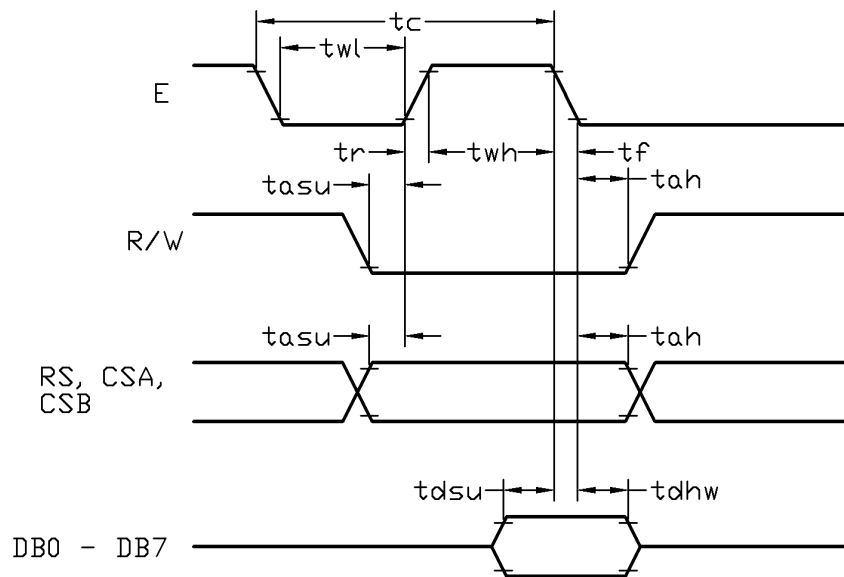 tc
twl
E
tr twh tf
tasu tah
R/W
tasu tah
RS, CSA,
CSB
tdsu tdhw
DB0 - DB7